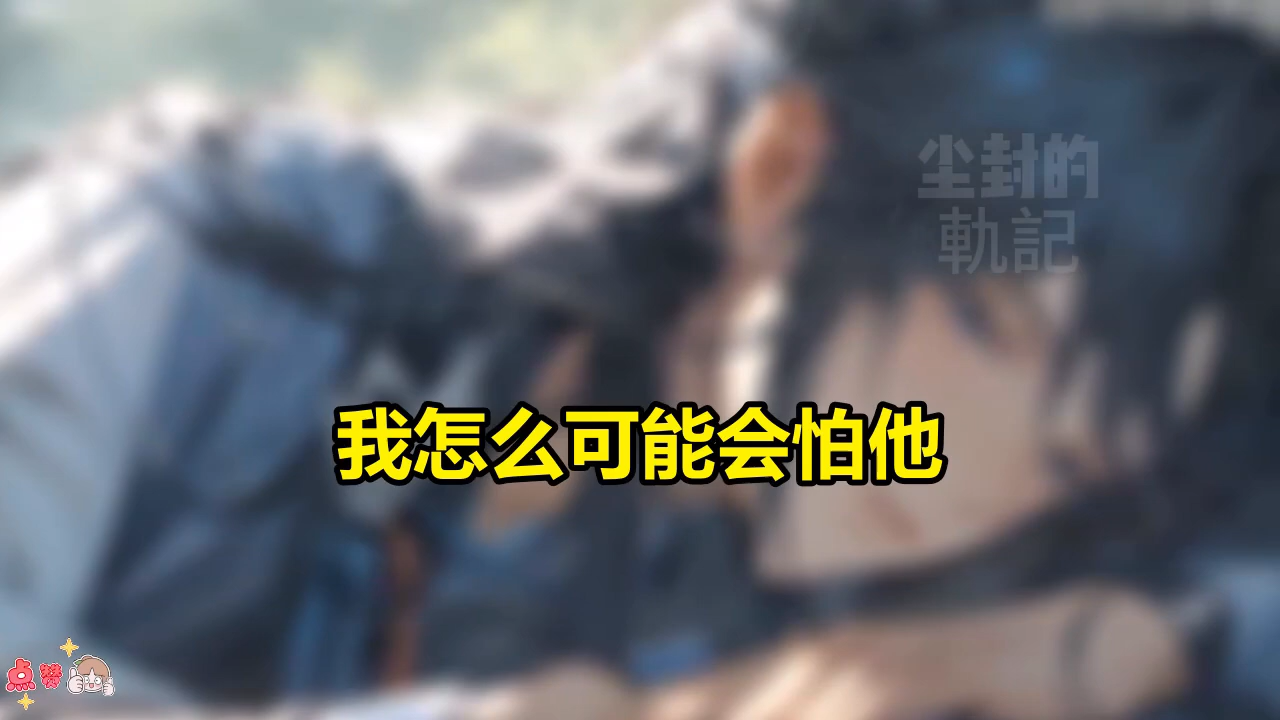 尘封的
軌記
我怎么可能会怕他
点赞